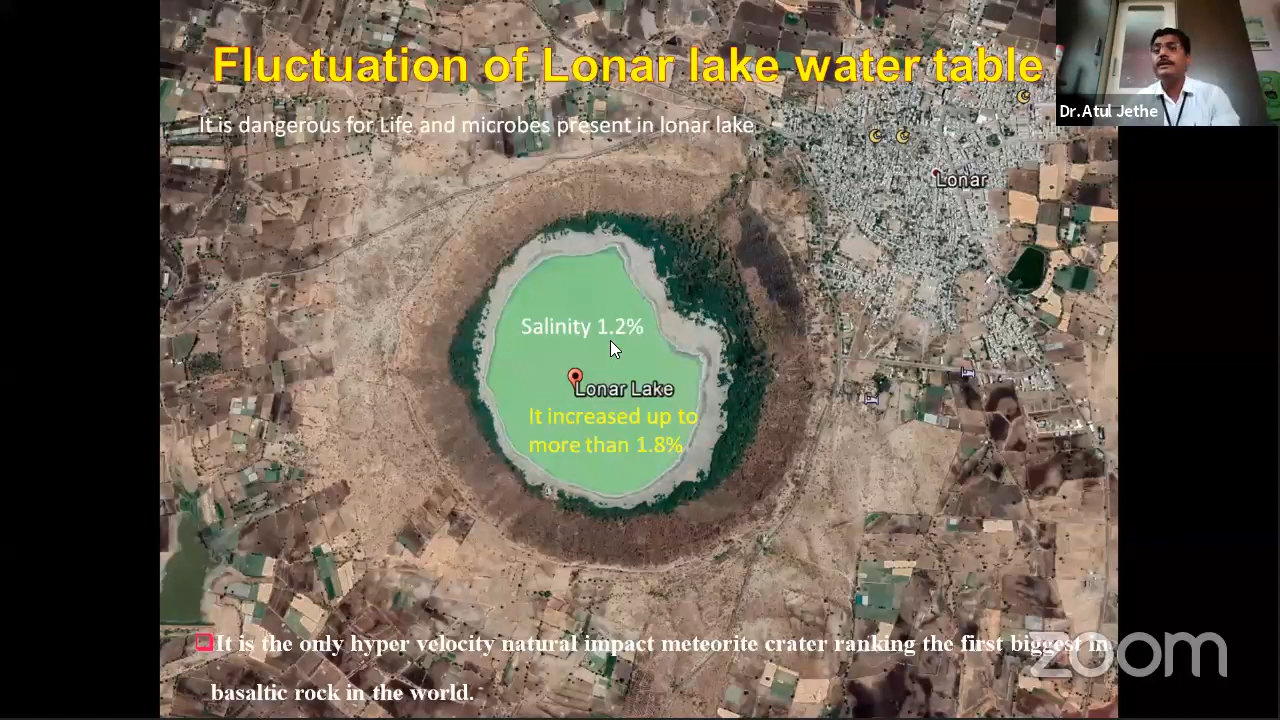 Fluctuation of Lonar lake water table
Dr.Atul Jethe
It is dangerous for Life and microbes present in lonar lake
Lonar
Salinity 1.2%
Lonar Lake
It increased up to
more than 1.8%
It is the only hyper velocity natural impact meteorite crater ranking the first biggest in
basaltic rock in the world.
zoom